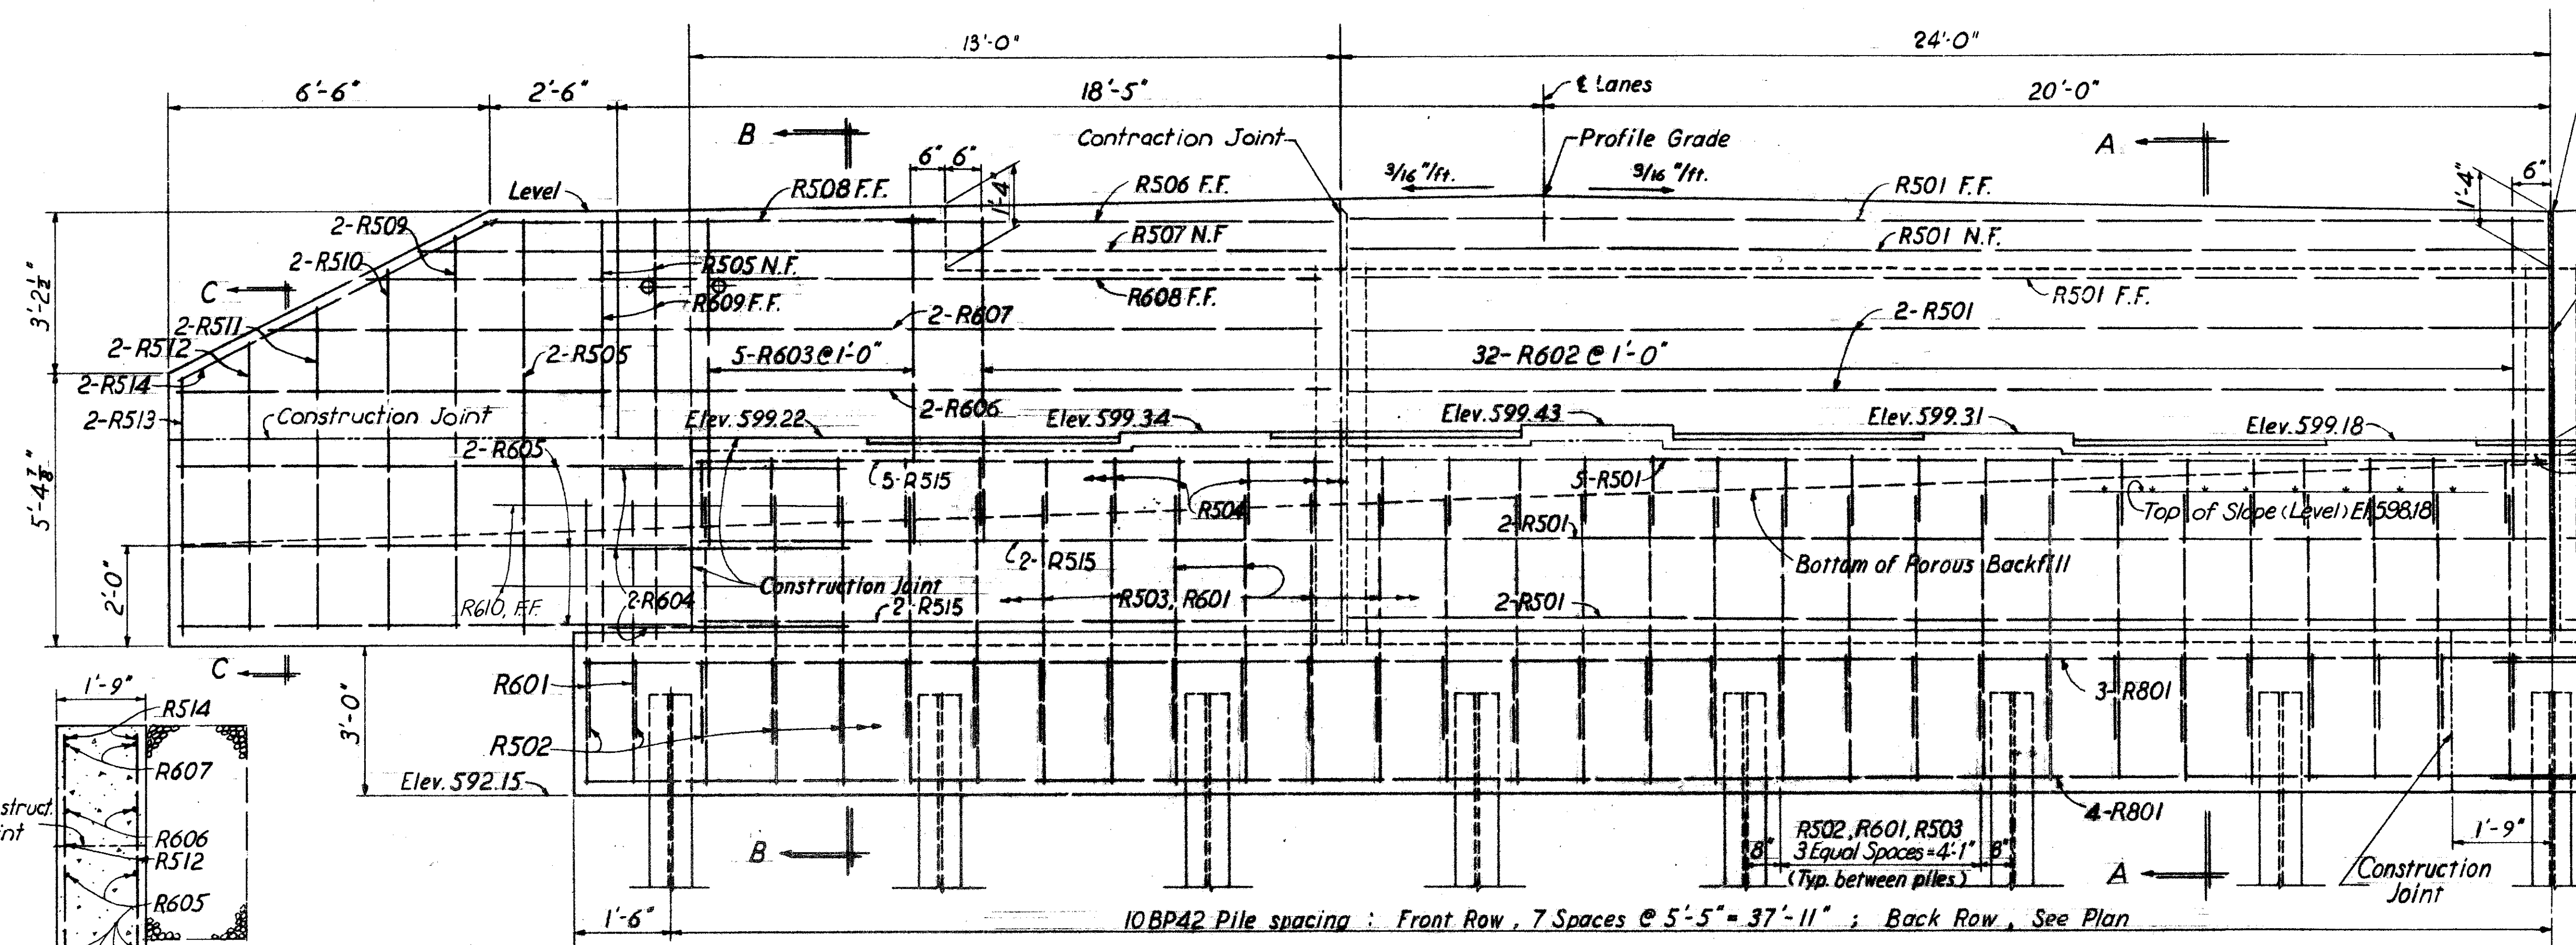 13'-0"
24'-0"
6'-6"
2'-6"
18'-5"
℄ Lanes
20'-0"
B
Contraction Joint
Profile Grade
A
6" 6"
3/16"/ft.
3/16"/ft.
6"
Level
R508 F.F.
1'-4"
R506 F.F.
R501 F.F.
1'-4"
2-R509
R507 N.F.
R501 N.F.
2-R510
R505 N.F.
C
R609 F.F.
R608 F.F.
R501 F.F.
3'-2½"
2-R511
2-R607
2-R501
2-R512
2-R505
5-R603 @ 1'-0"
32-R602 @ 1'-0"
2-R514
2-R513
Construction Joint
2-R606
Elev. 599.22
Elev. 599.34
Elev. 599.43
Elev. 599.31
Elev. 599.18
2-R605
5-R515
5-R501
5'-4⅞"
R504
Top of Slope (Level) El. 598.18
2-R501
2-R515
Bottom of Porous Backfill
2'-0"
Construction Joint
R610, F.F.
2-R604
2-R515
R503, R601
2-R501
C
1'-9"
R601
3-R801
R514
3'-0"
R502
R607
Elev. 592.15
4-R801
struct.
int
R606
R512
R605
B
8"
R502, R601, R503
3 Equal Spaces=4'-1"
(Typ. between piles)
8"
1'-9"
A
Construction
Joint
1'-6"
10BP42 Pile spacing : Front Row, 7 Spaces @ 5'-5" = 37'-11" ; Back Row, See Plan